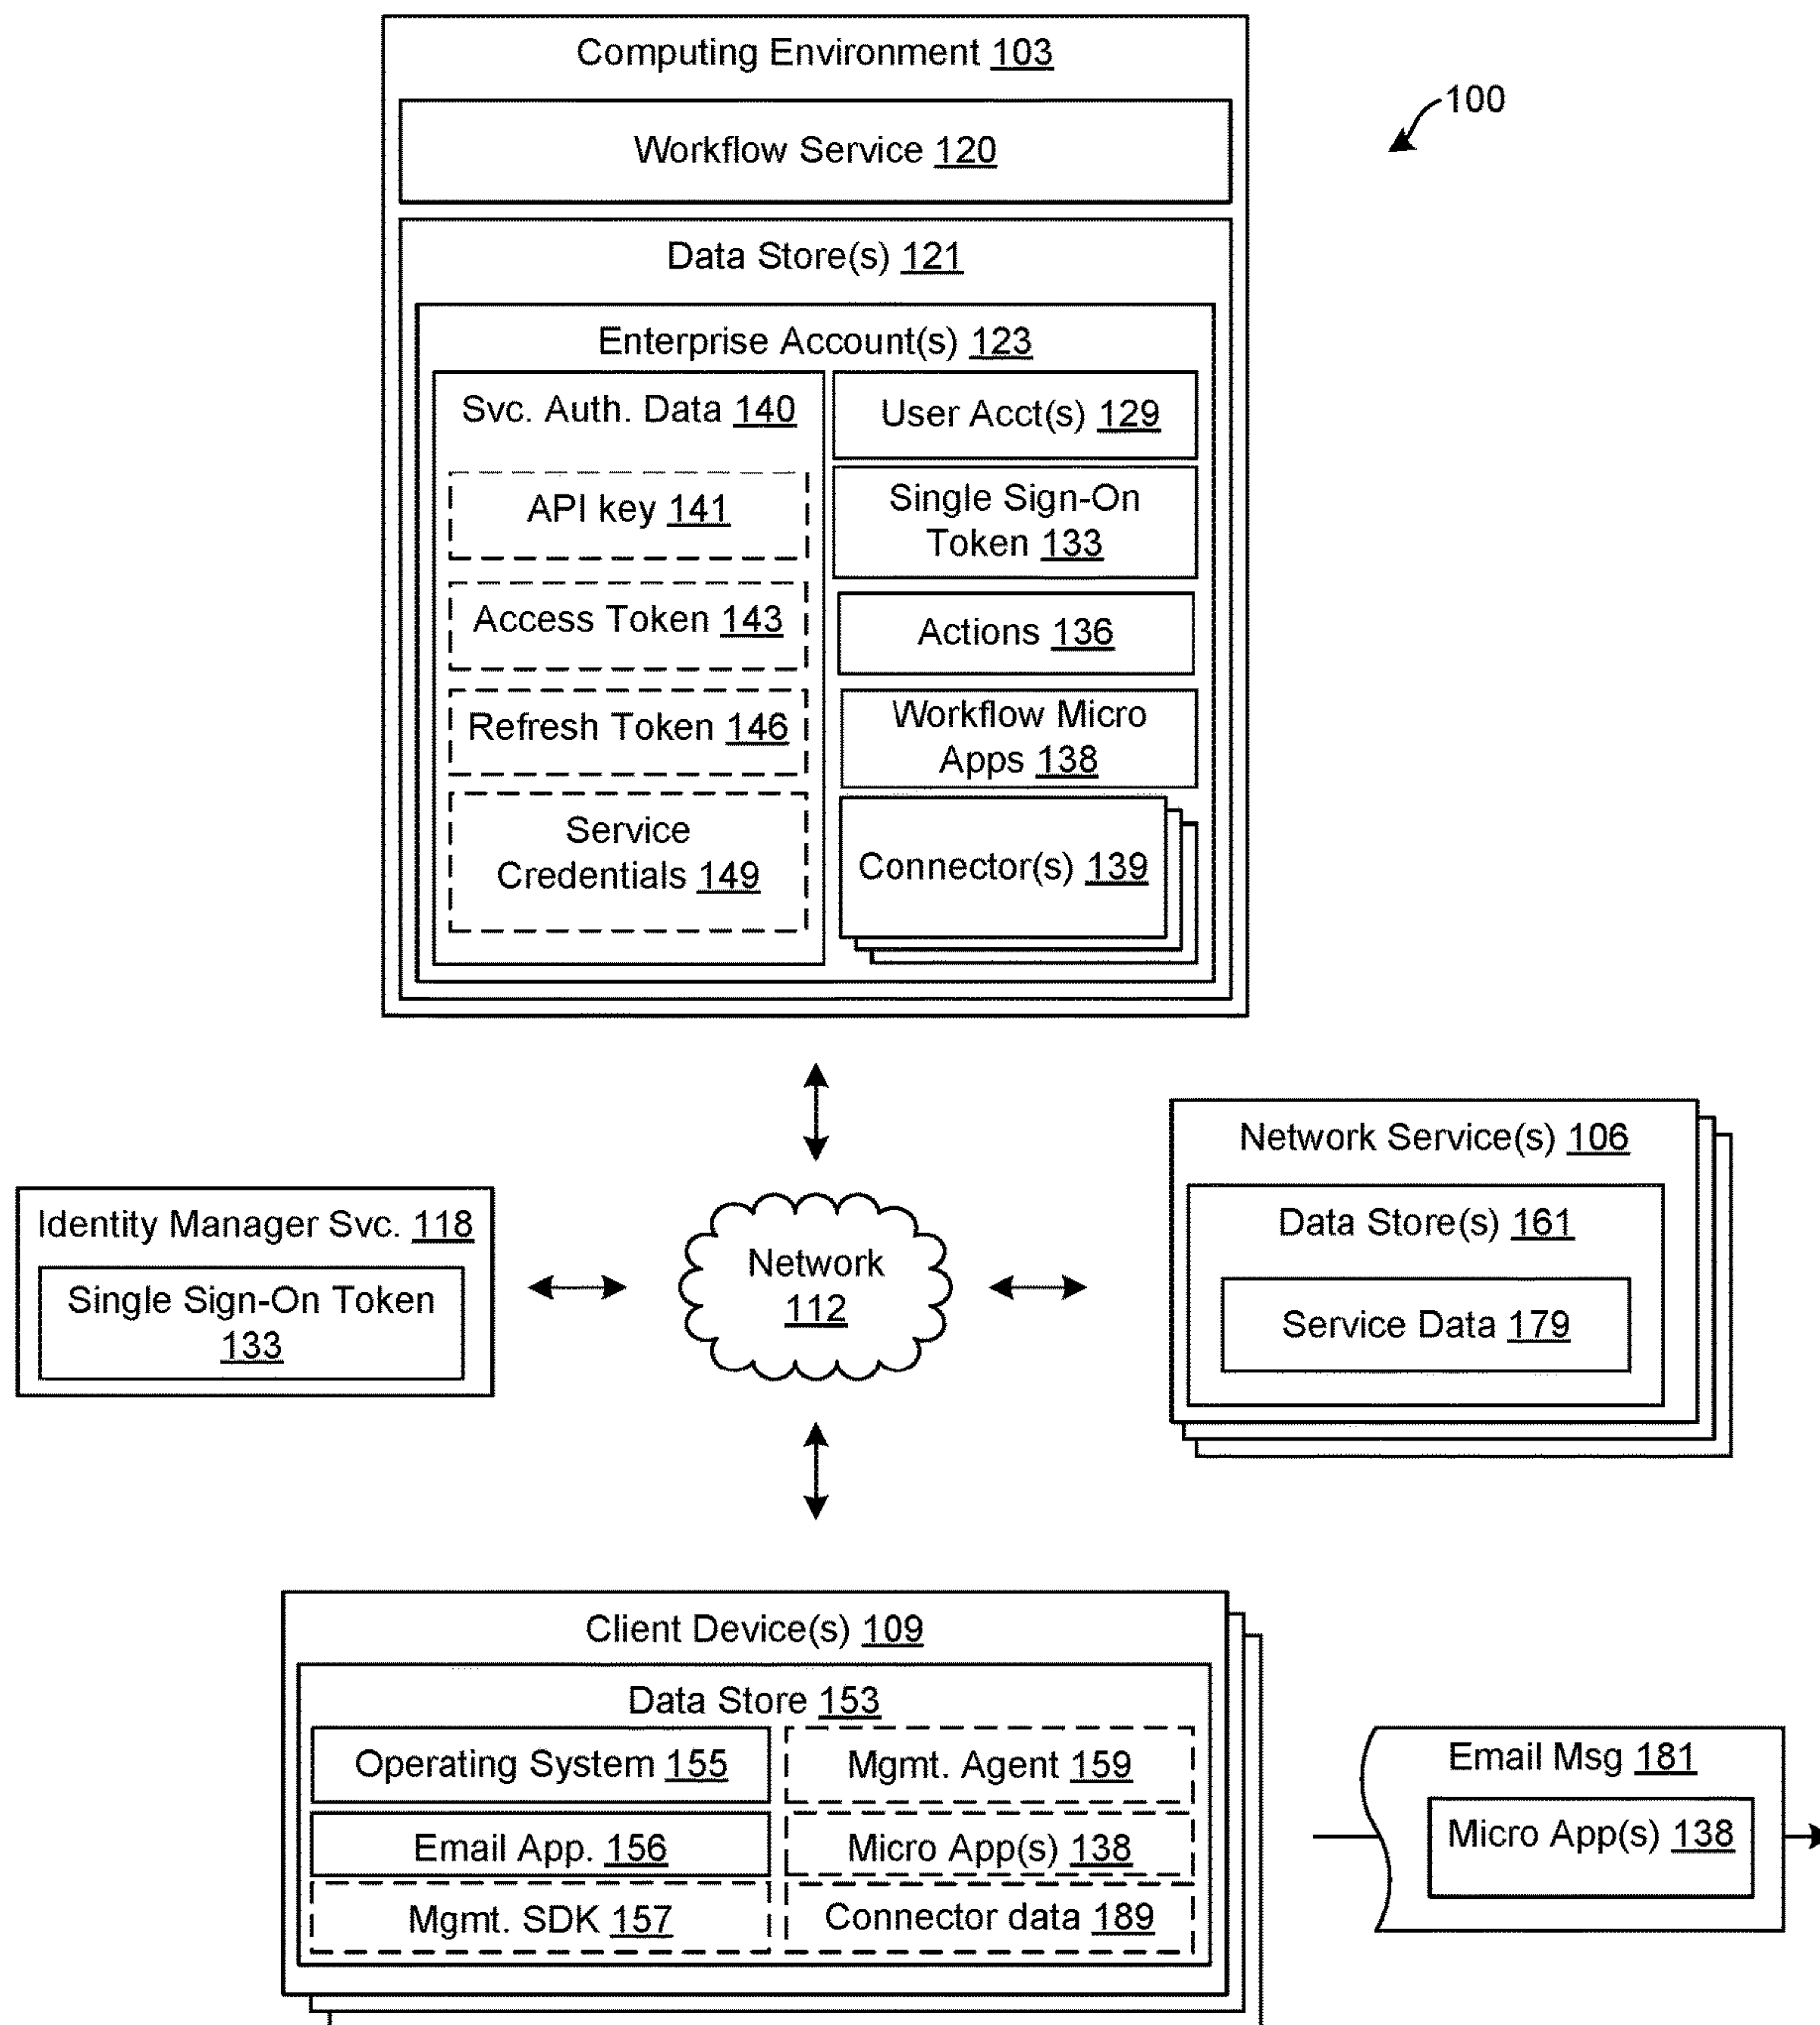 Computing Environment 103
100
Workflow Service 120
Data Store(s) 121
Enterprise Account(s) 123
Svc. Auth. Data 140
API key 141
Access Token 143
Refresh Token 146
Service
Credentials 149
User Acct(s) 129
Single Sign-On
Token 133
Actions 136
Workflow Micro
Apps 138
Connector(s) 139
Identity Manager Svc. 118
Single Sign-On Token
133
Network
112
Network Service(s) 106
Data Store(s) 161
Service Data 179
Client Device(s) 109
Data Store 153
Operating System 155
Mgmt. Agent 159
Email App. 156
Micro App(s) 138
Mgmt. SDK 157
Connector data 189
Email Msg 181
Micro App(s) 138